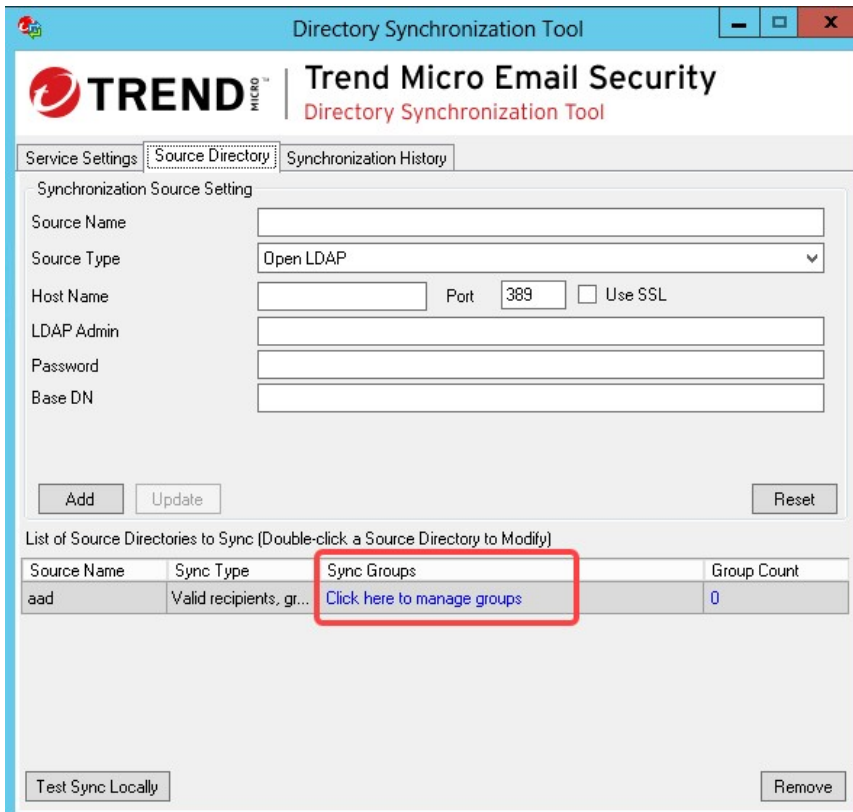 Directory Synchronization Tool
TREND MICRO™ Trend Micro Email Security
Directory Synchronization Tool
Service Settings Source Directory Synchronization History
Synchronization Source Setting
Source Name
Source Type Open LDAP
Host Name Port 389 Use SSL
LDAP Admin
Password
Base DN
Add Update Reset
List of Source Directories to Sync (Double-click a Source Directory to Modify)
Source Name Sync Type Sync Groups Group Count
aad Valid recipients, gr... Click here to manage groups 0
Test Sync Locally Remove